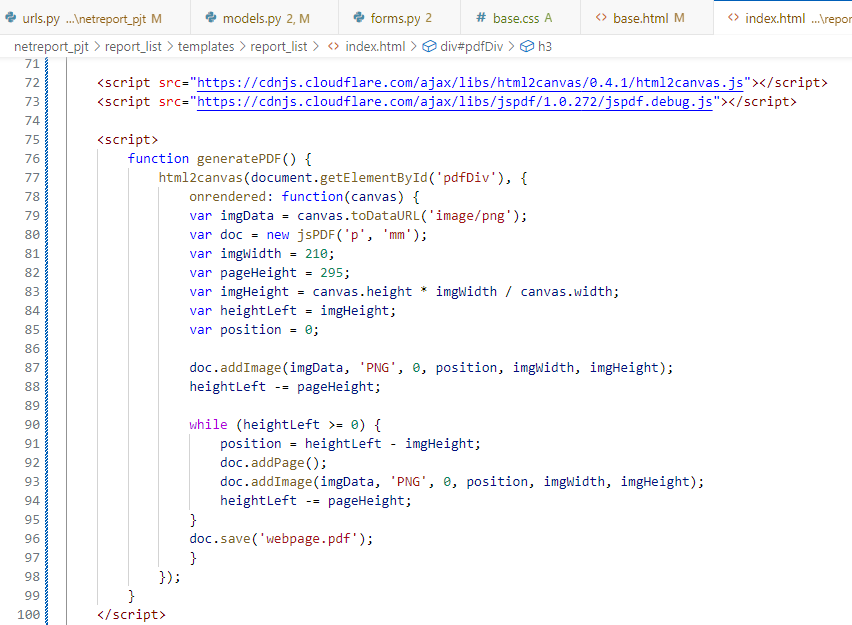 urls.py ...\netreport_pjt M models.py 2, M forms.py 2 # base.css A <> base.html M <> index.html ...\repor
netreport_pjt > report_list > templates > report_list > <> index.html > div#pdfDiv > h3
71
72 <script src="https://cdnjs.cloudflare.com/ajax/libs/html2canvas/0.4.1/html2canvas.js"></script>
73 <script src="https://cdnjs.cloudflare.com/ajax/libs/jspdf/1.0.272/jspdf.debug.js"></script>
74
75 <script>
76 function generatePDF() {
77 html2canvas(document.getElementById('pdfDiv'), {
78 onrendered: function(canvas) {
79 var imgData = canvas.toDataURL('image/png');
80 var doc = new jsPDF('p', 'mm');
81 var imgWidth = 210;
82 var pageHeight = 295;
83 var imgHeight = canvas.height * imgWidth / canvas.width;
84 var heightLeft = imgHeight;
85 var position = 0;
86
87 doc.addImage(imgData, 'PNG', 0, position, imgWidth, imgHeight);
88 heightLeft -= pageHeight;
89
90 while (heightLeft >= 0) {
91 position = heightLeft - imgHeight;
92 doc.addPage();
93 doc.addImage(imgData, 'PNG', 0, position, imgWidth, imgHeight);
94 heightLeft -= pageHeight;
95 }
96 doc.save('webpage.pdf');
97 }
98 });
99 }
100 </script>